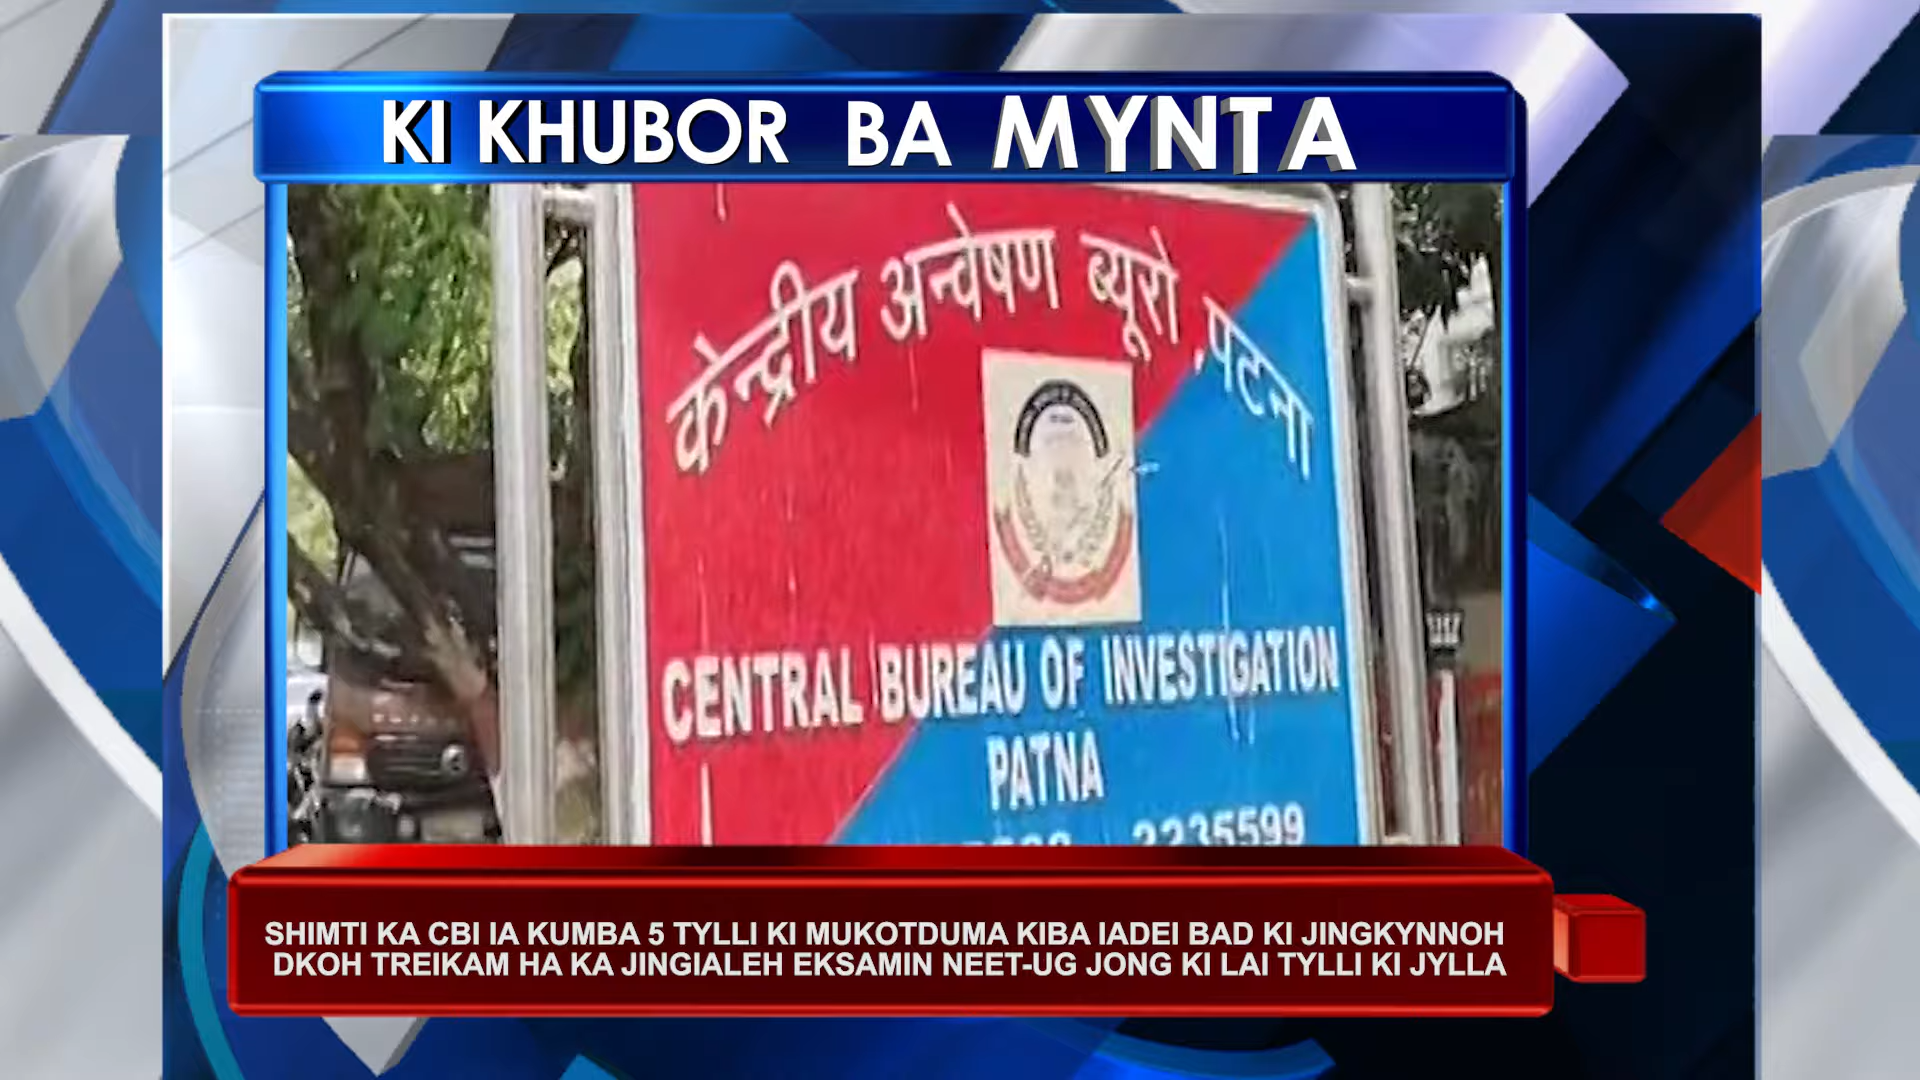 KI KHUBOR BA MYNTA
केन्द्रीय अन्वेषण ब्यूरो ,पटना
CENTRAL BUREAU OF INVESTIGATION
PATNA
2235599
SHIMTI KA CBI IA KUMBA 5 TYLLI KI MUKOTDUMA KIBA IADEI BAD KI JINGKYNNOH
DKOH TREIKAM HA KA JINGIALEH EKSAMIN NEET-UG JONG KI LAI TYLLI KI JYLLA